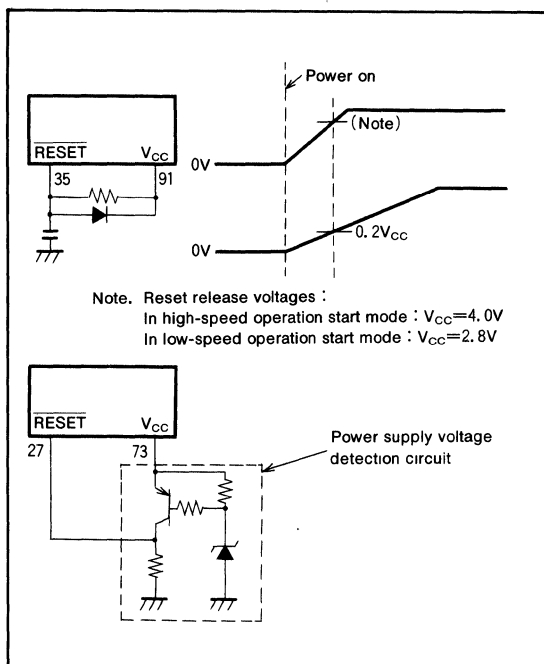 Power on
(Note)
RESET VCC
35 91
0V
0.2VCC
0V
Note. Reset release voltages :
In high-speed operation start mode : VCC=4.0V
In low-speed operation start mode : VCC=2.8V
RESET VCC
27 73
Power supply voltage
detection circuit